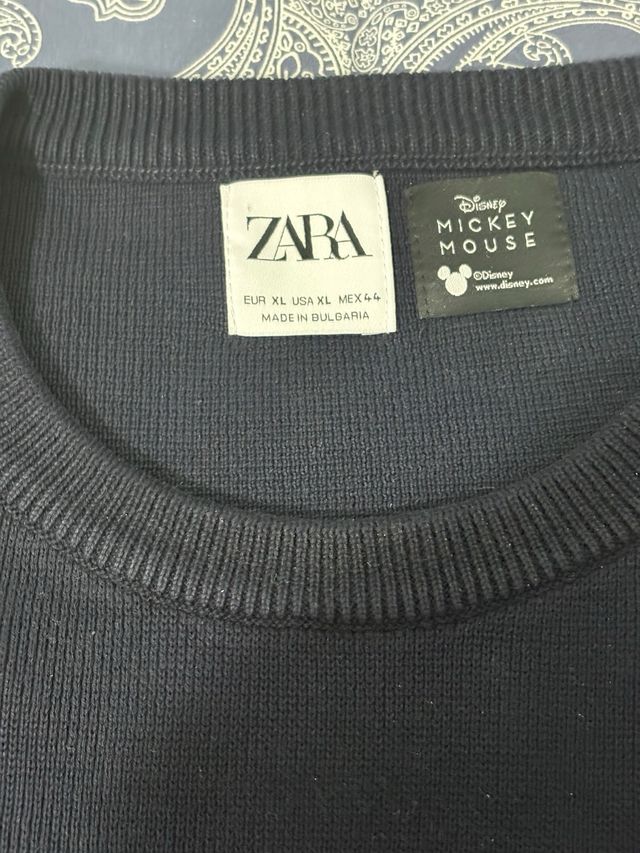 ZARA
EUR XL USA XL MEX 44
MADE IN BULGARIA
Disney
MICKEY
MOUSE
©Disney
www.disney.com